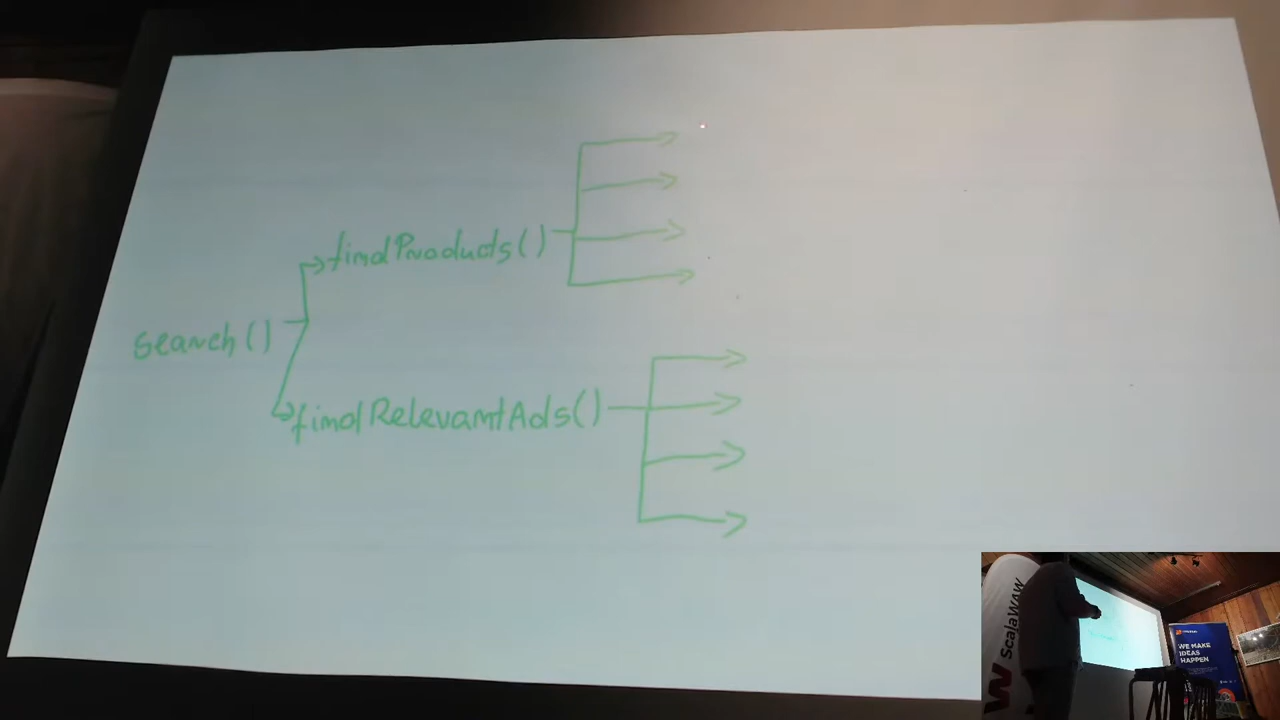 findProducts()
search()
findRelevantAds()
ScalaWAW
WE MAKE
IDEAS
HAPPEN